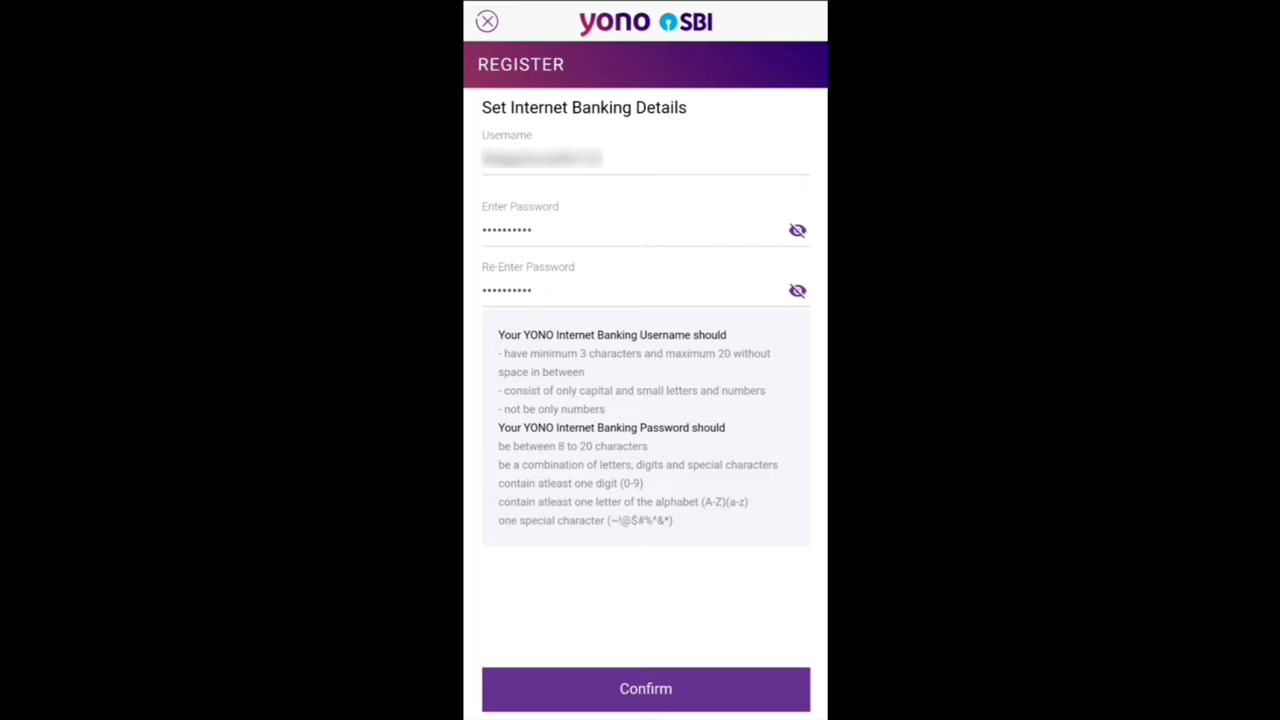 yono SBI
REGISTER
Set Internet Banking Details
Username
Enter Password
••••••••••
Re-Enter Password
••••••••••
Your YONO Internet Banking Username should
- have minimum 3 characters and maximum 20 without
space in between
- consist of only capital and small letters and numbers
- not be only numbers
Your YONO Internet Banking Password should
be between 8 to 20 characters
be a combination of letters, digits and special characters
contain atleast one digit (0-9)
contain atleast one letter of the alphabet (A-Z)(a-z)
one special character (~!@$#%^&*)
Confirm